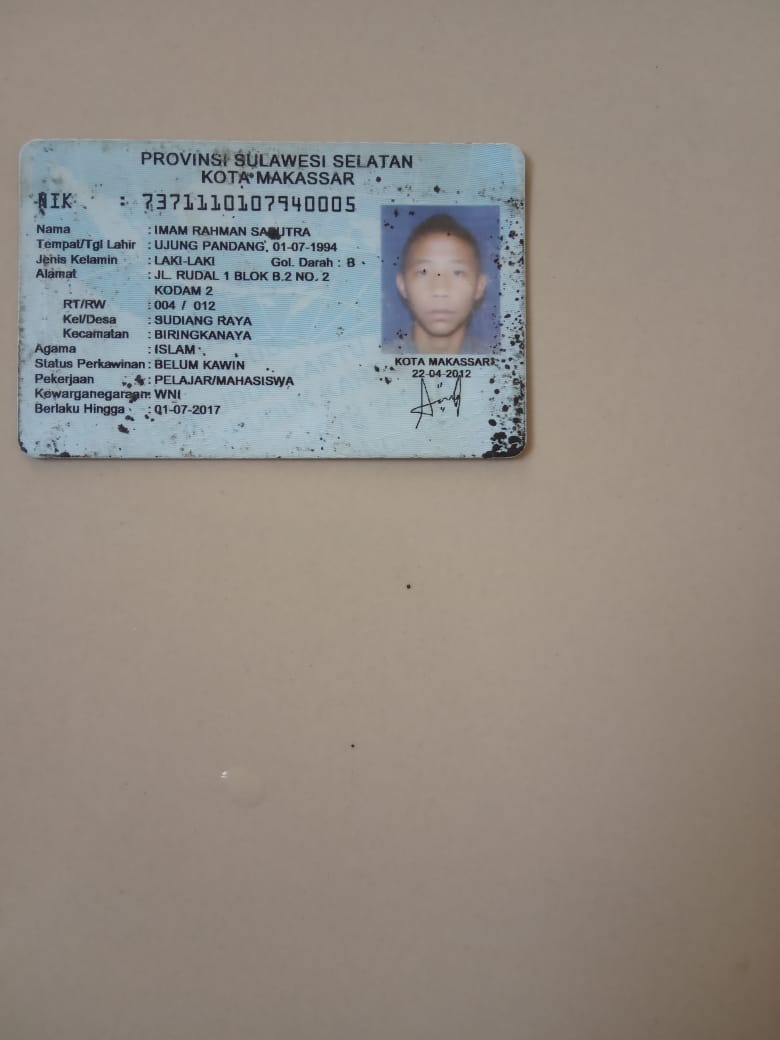 PROVINSI SULAWESI SELATAN
KOTA MAKASSAR
NIK : 7371110107940005
Nama : IMAM RAHMAN SAPUTRA
Tempat/Tgl Lahir : UJUNG PANDANG, 01-07-1994
Jenis Kelamin : LAKI-LAKI Gol. Darah : B
Alamat : JL. RUDAL 1 BLOK B.2 NO. 2
KODAM 2
RT/RW : 004 / 012
Kel/Desa : SUDIANG RAYA
Kecamatan : BIRINGKANAYA
Agama : ISLAM
Status Perkawinan : BELUM KAWIN
Pekerjaan : PELAJAR/MAHASISWA
Kewarganegaraan : WNI
Berlaku Hingga : 01-07-2017
KOTA MAKASSAR
22-04-2012